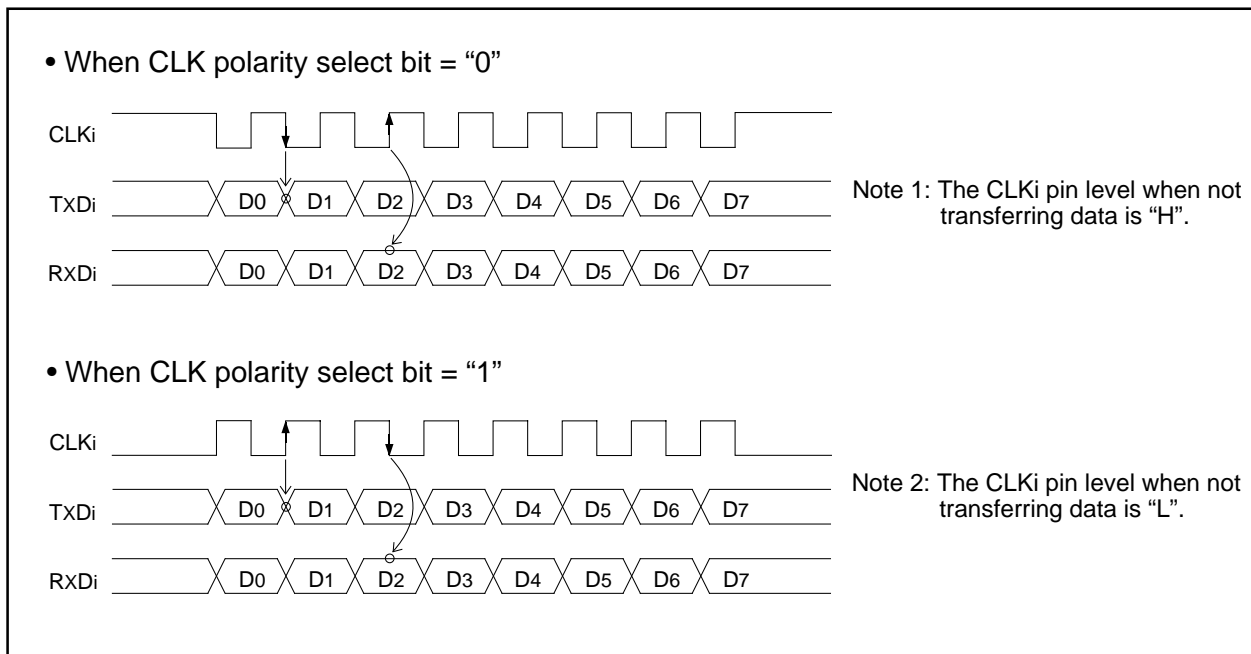 • When CLK polarity select bit = “0”
CLKi
TXDi D0 D1 D2 D3 D4 D5 D6 D7
RXDi D0 D1 D2 D3 D4 D5 D6 D7
Note 1: The CLKi pin level when not
transferring data is “H”.
• When CLK polarity select bit = “1”
CLKi
TXDi D0 D1 D2 D3 D4 D5 D6 D7
RXDi D0 D1 D2 D3 D4 D5 D6 D7
Note 2: The CLKi pin level when not
transferring data is “L”.